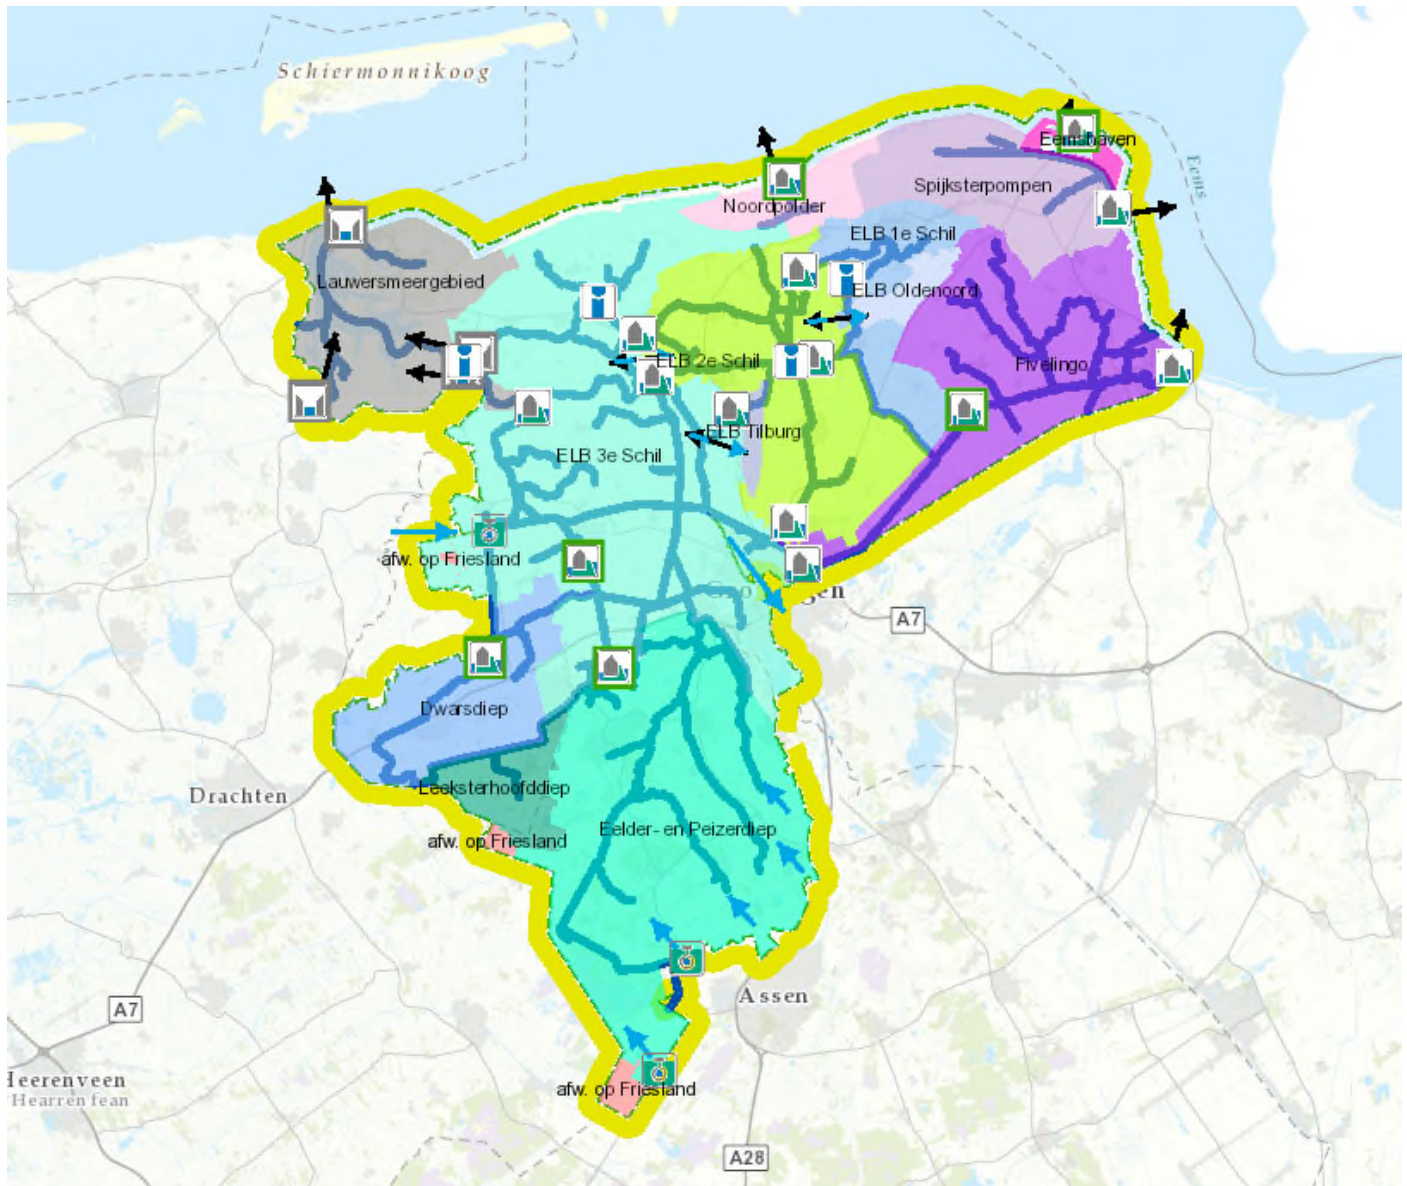 Schiermonnikoog
Eemshaven
Eems
Spijksterpompen
Noordpolder
ELB 1e Schil
Lauwersmeergebied
ELB Oldenoord
ELB 2e Schil
Fivelingo
ELB Tilburg
ELB 3e Schil
afw. op Friesland
A7
Dwarsdiep
Leeksterhoofddiep
Drachten
Eelder- en Peizerdiep
afw. op Friesland
Assen
A7
Heerenveen
Hearrenfean
afw. op Friesland
A28